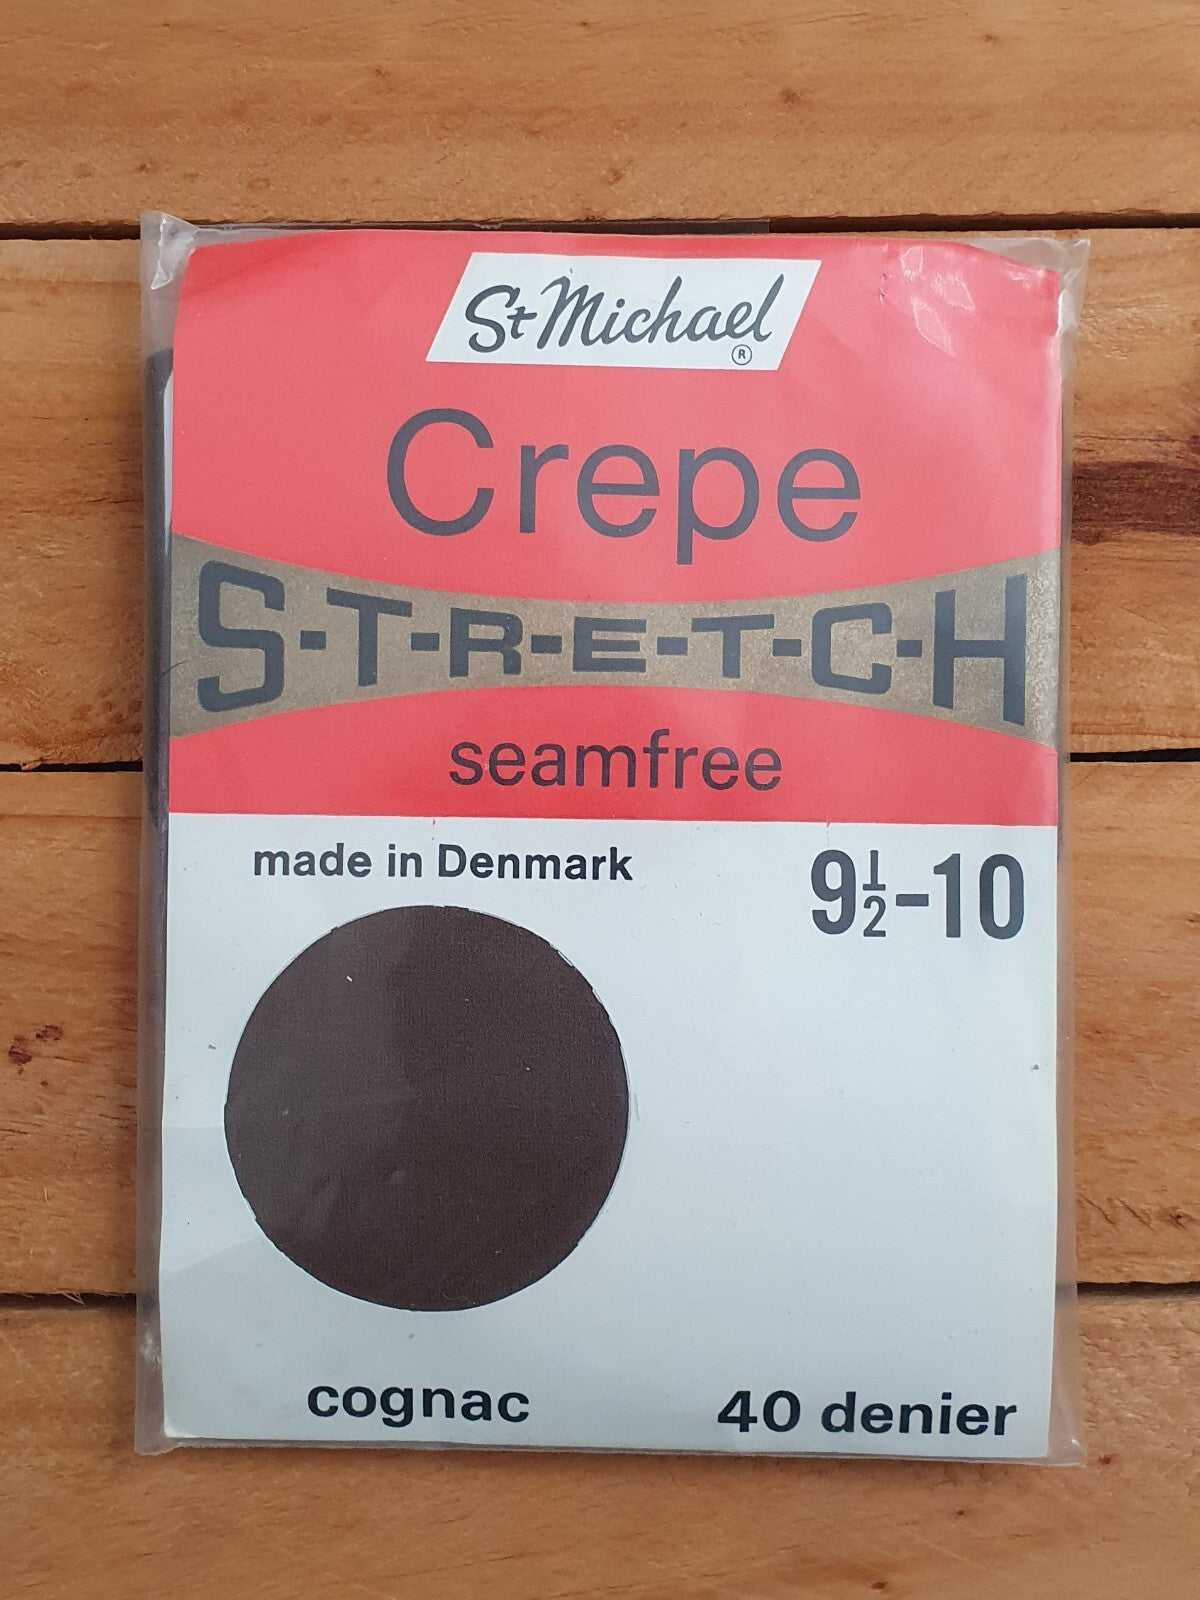 St Michael®
Crepe
S-T-R-E-T-C-H
seamfree
made in Denmark
9½-10
cognac
40 denier